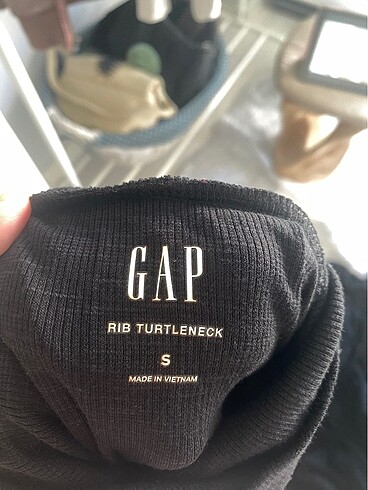 GAP
RIB TURTLENECK
S
MADE IN VIETNAM